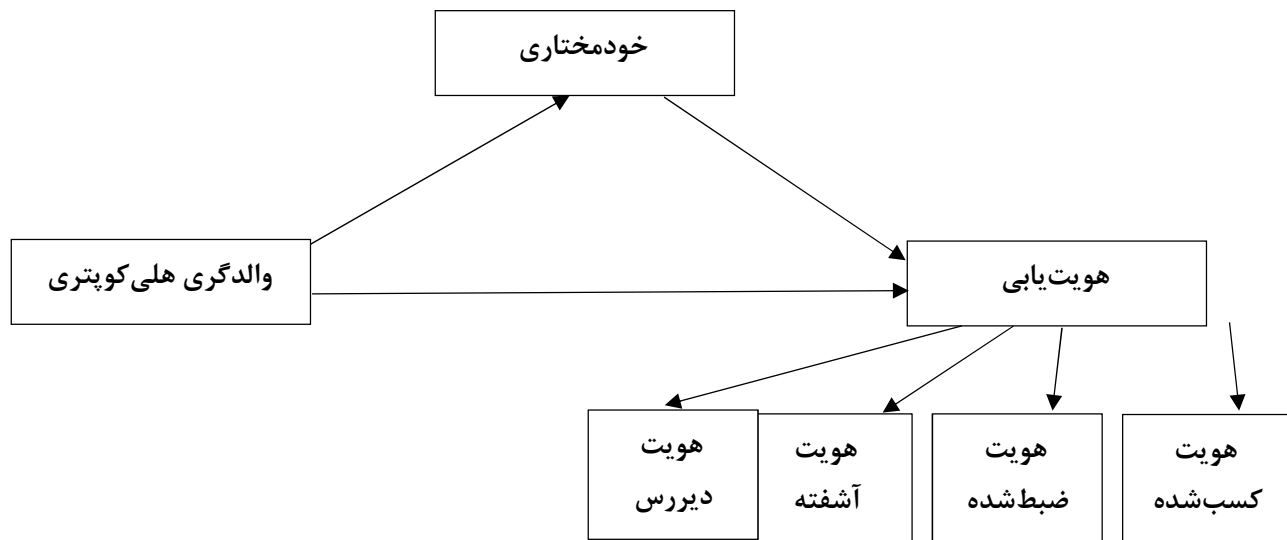 خودمختاری
والدگری هلی‌کوپتری
هویت‌یابی
هویت
کسب‌شده
هویت
ضبط‌شده
هویت
آشفته
هویت
دیررس